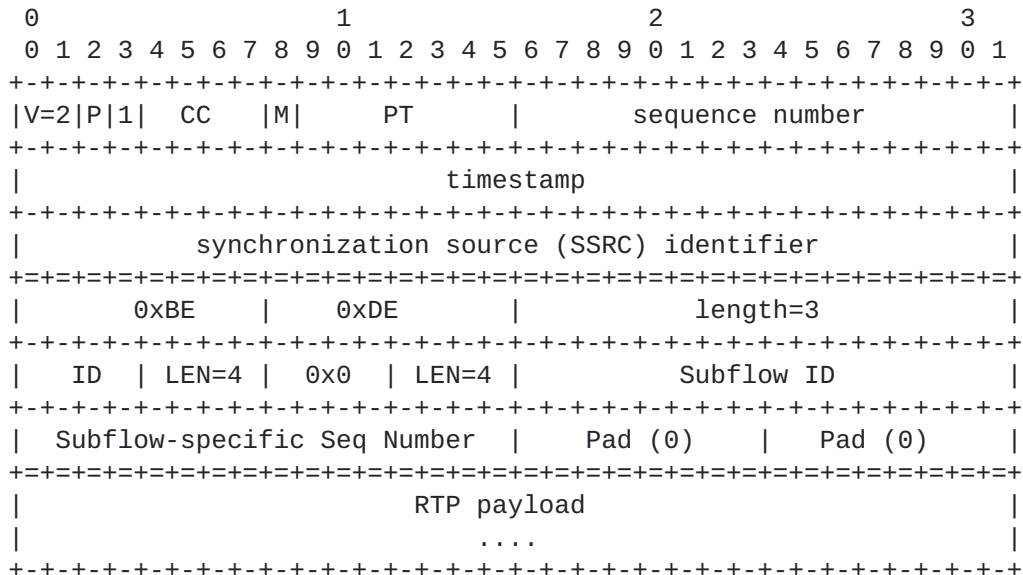 0                   1                   2                   3
 0 1 2 3 4 5 6 7 8 9 0 1 2 3 4 5 6 7 8 9 0 1 2 3 4 5 6 7 8 9 0 1
+-+-+-+-+-+-+-+-+-+-+-+-+-+-+-+-+-+-+-+-+-+-+-+-+-+-+-+-+-+-+-+-+
|V=2|P|1|  CC   |M|     PT      |       sequence number         |
+-+-+-+-+-+-+-+-+-+-+-+-+-+-+-+-+-+-+-+-+-+-+-+-+-+-+-+-+-+-+-+-+
|                           timestamp                           |
+-+-+-+-+-+-+-+-+-+-+-+-+-+-+-+-+-+-+-+-+-+-+-+-+-+-+-+-+-+-+-+-+
|           synchronization source (SSRC) identifier            |
+=+=+=+=+=+=+=+=+=+=+=+=+=+=+=+=+=+=+=+=+=+=+=+=+=+=+=+=+=+=+=+=+
|       0xBE    |    0xDE       |           length=3            |
+-+-+-+-+-+-+-+-+-+-+-+-+-+-+-+-+-+-+-+-+-+-+-+-+-+-+-+-+-+-+-+-+
|   ID  | LEN=4 |  0x0  | LEN=4 |          Subflow ID           |
+-+-+-+-+-+-+-+-+-+-+-+-+-+-+-+-+-+-+-+-+-+-+-+-+-+-+-+-+-+-+-+-+
|  Subflow-specific Seq Number  |    Pad (0)    |   Pad (0)     |
+=+=+=+=+=+=+=+=+=+=+=+=+=+=+=+=+=+=+=+=+=+=+=+=+=+=+=+=+=+=+=+=+
|                         RTP payload                           |
|                             ....                              |
+-+-+-+-+-+-+-+-+-+-+-+-+-+-+-+-+-+-+-+-+-+-+-+-+-+-+-+-+-+-+-+-+